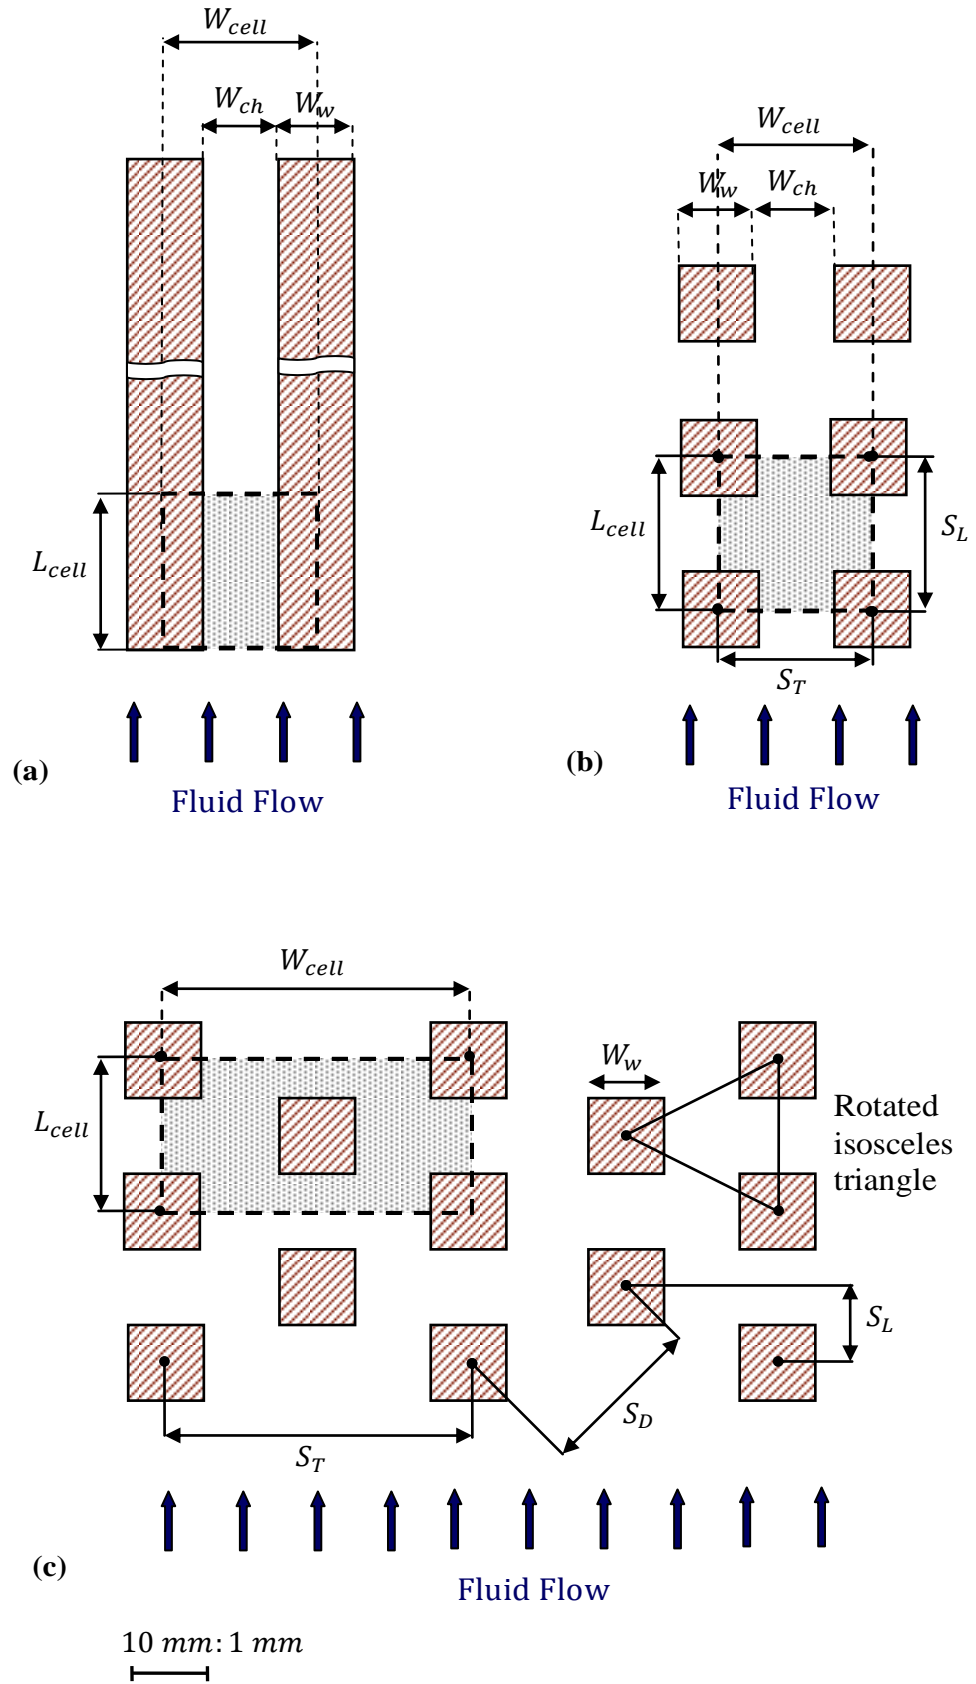 W_cell
W_ch W_w
L_cell
(a)
Fluid Flow
W_cell
W_w W_ch
L_cell
S_L
S_T
(b)
Fluid Flow
W_cell
L_cell
W_w
Rotated
isosceles
triangle
S_L
S_D
S_T
(c)
Fluid Flow
10 mm: 1 mm